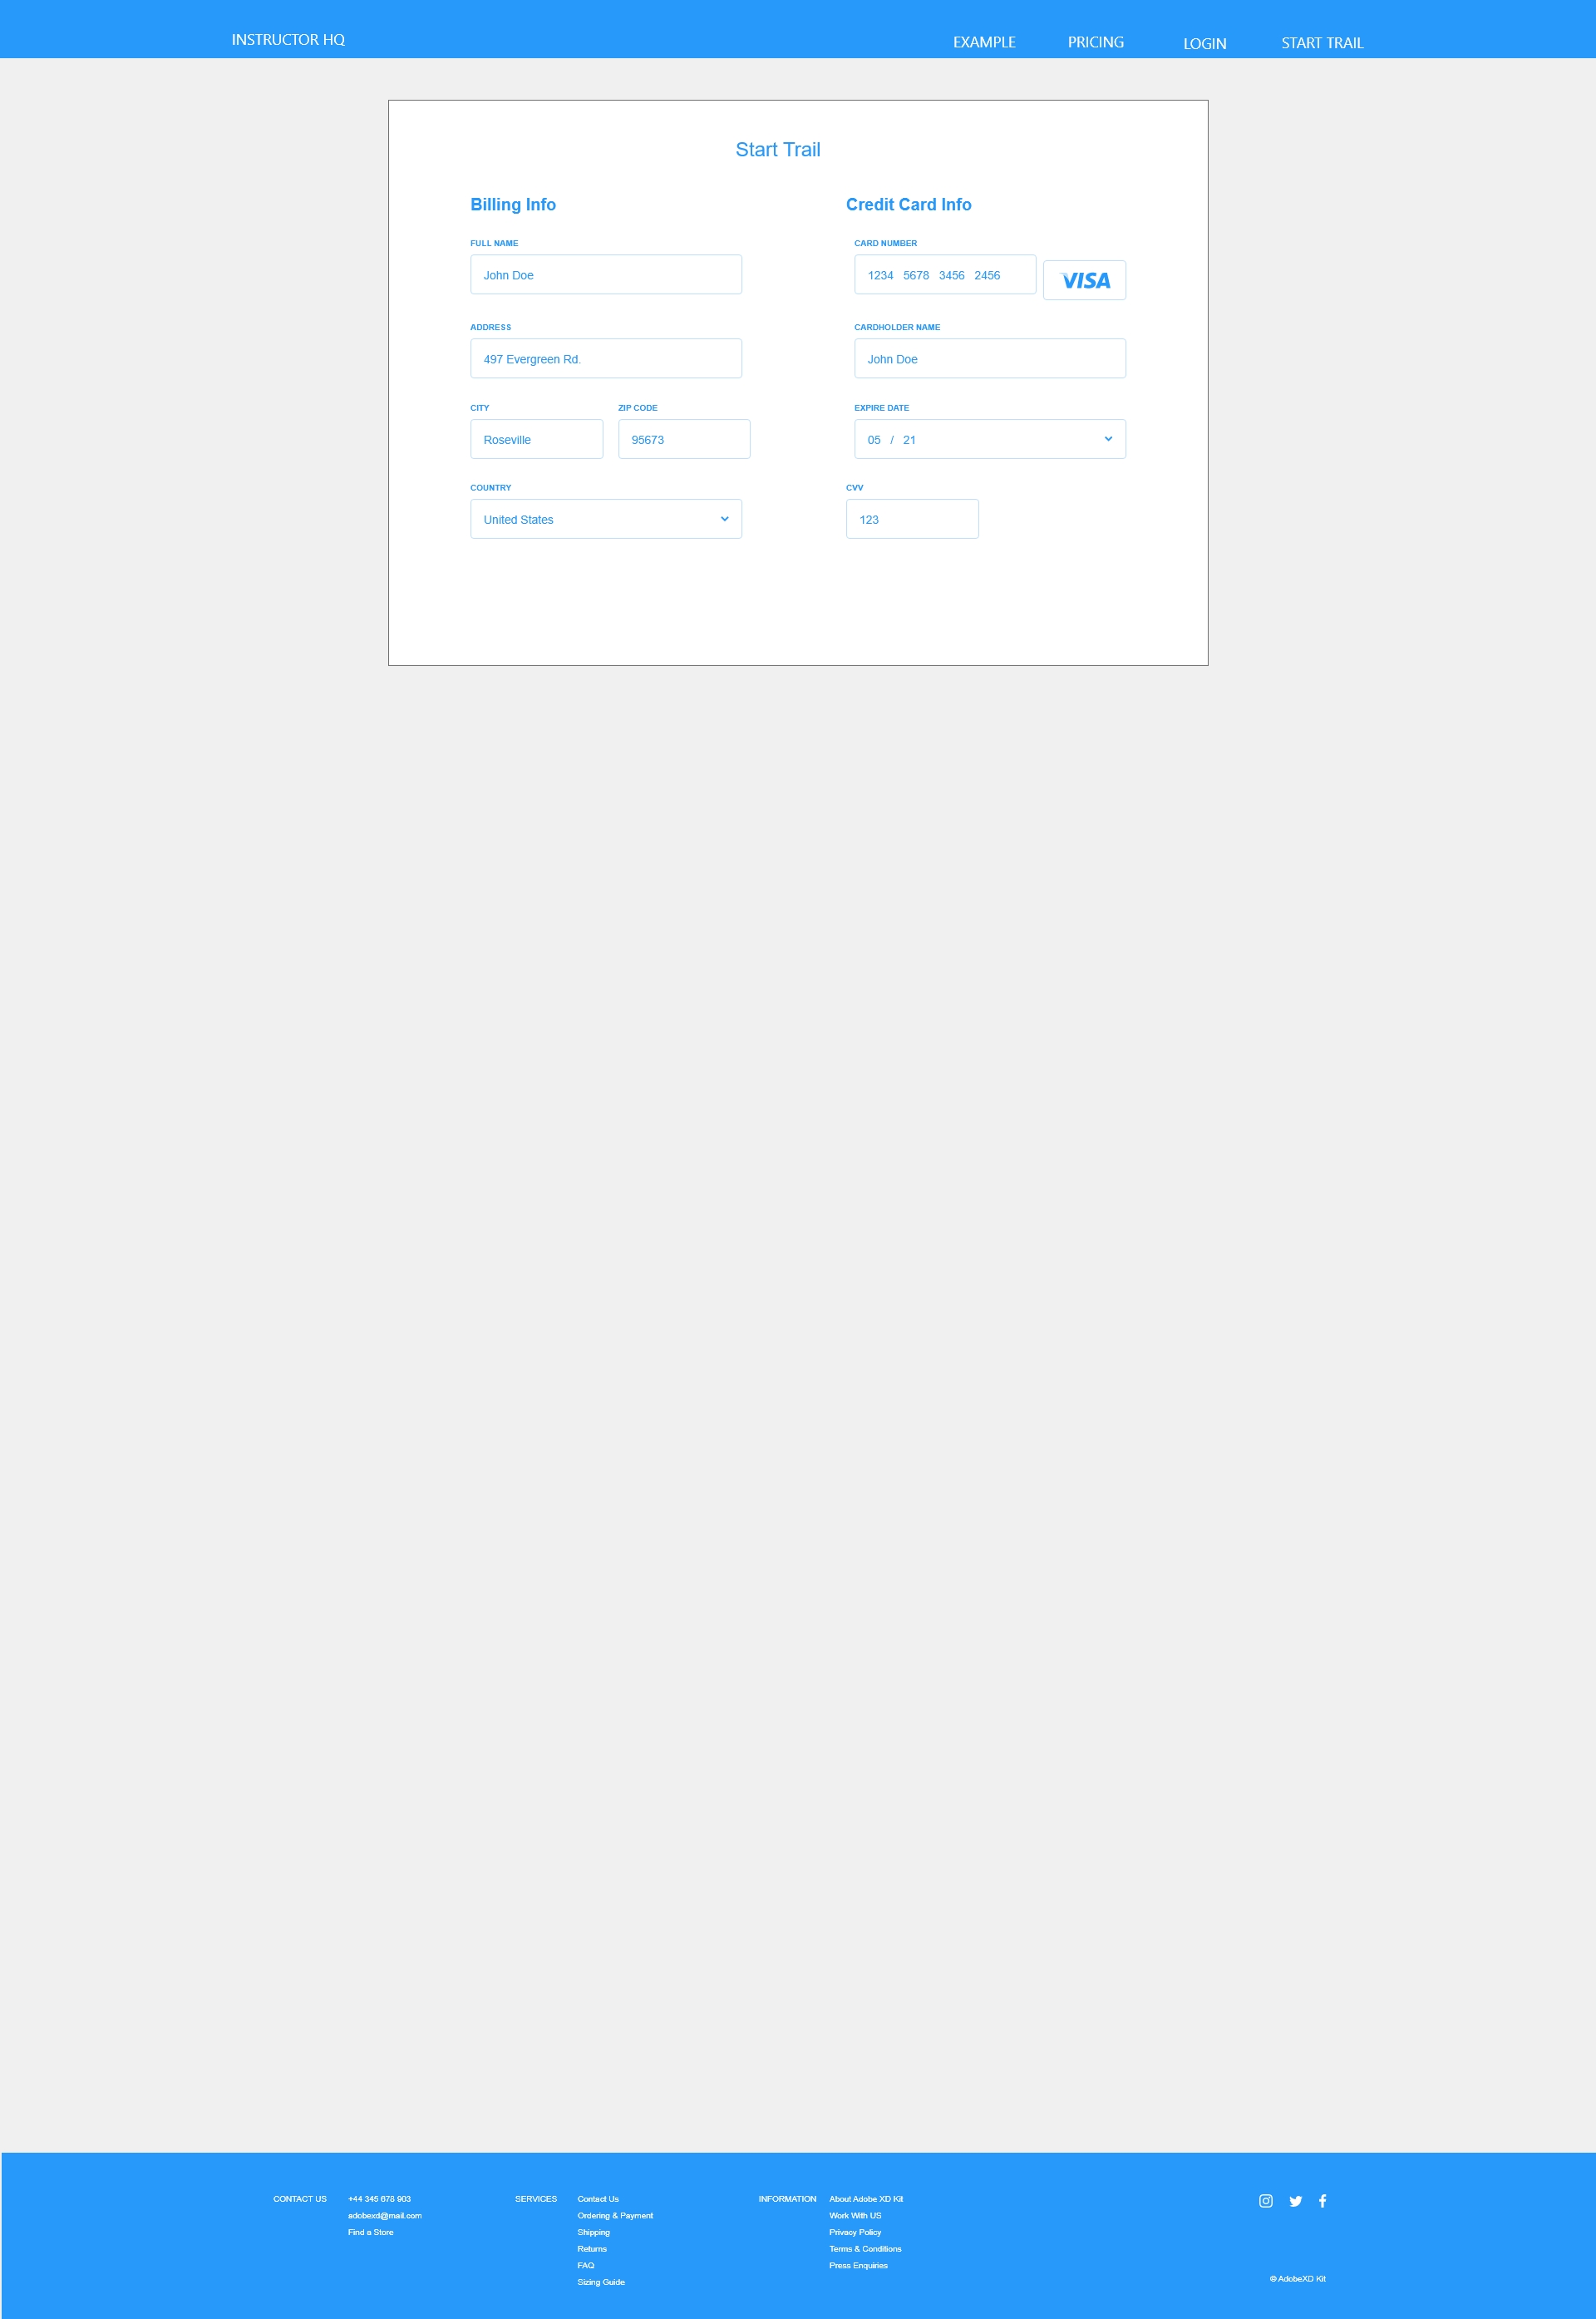 INSTRUCTOR HQ
EXAMPLE
PRICING
LOGIN
START TRAIL
Start Trail
Billing Info
FULL NAME
John Doe
ADDRESS
497 Evergreen Rd.
CITY
ZIP CODE
Roseville
95673
COUNTRY
United States
Credit Card Info
CARD NUMBER
1234 5678 3456 2456
VISA
CARDHOLDER NAME
John Doe
EXPIRE DATE
05 / 21
CVV
123
CONTACT US
+44 345 678 903
adobexd@mail.com
Find a Store
SERVICES
Contact Us
Ordering & Payment
Shipping
Returns
FAQ
Sizing Guide
INFORMATION
About Adobe XD Kit
Work With US
Privacy Policy
Terms & Conditions
Press Enquiries
© AdobeXD Kit